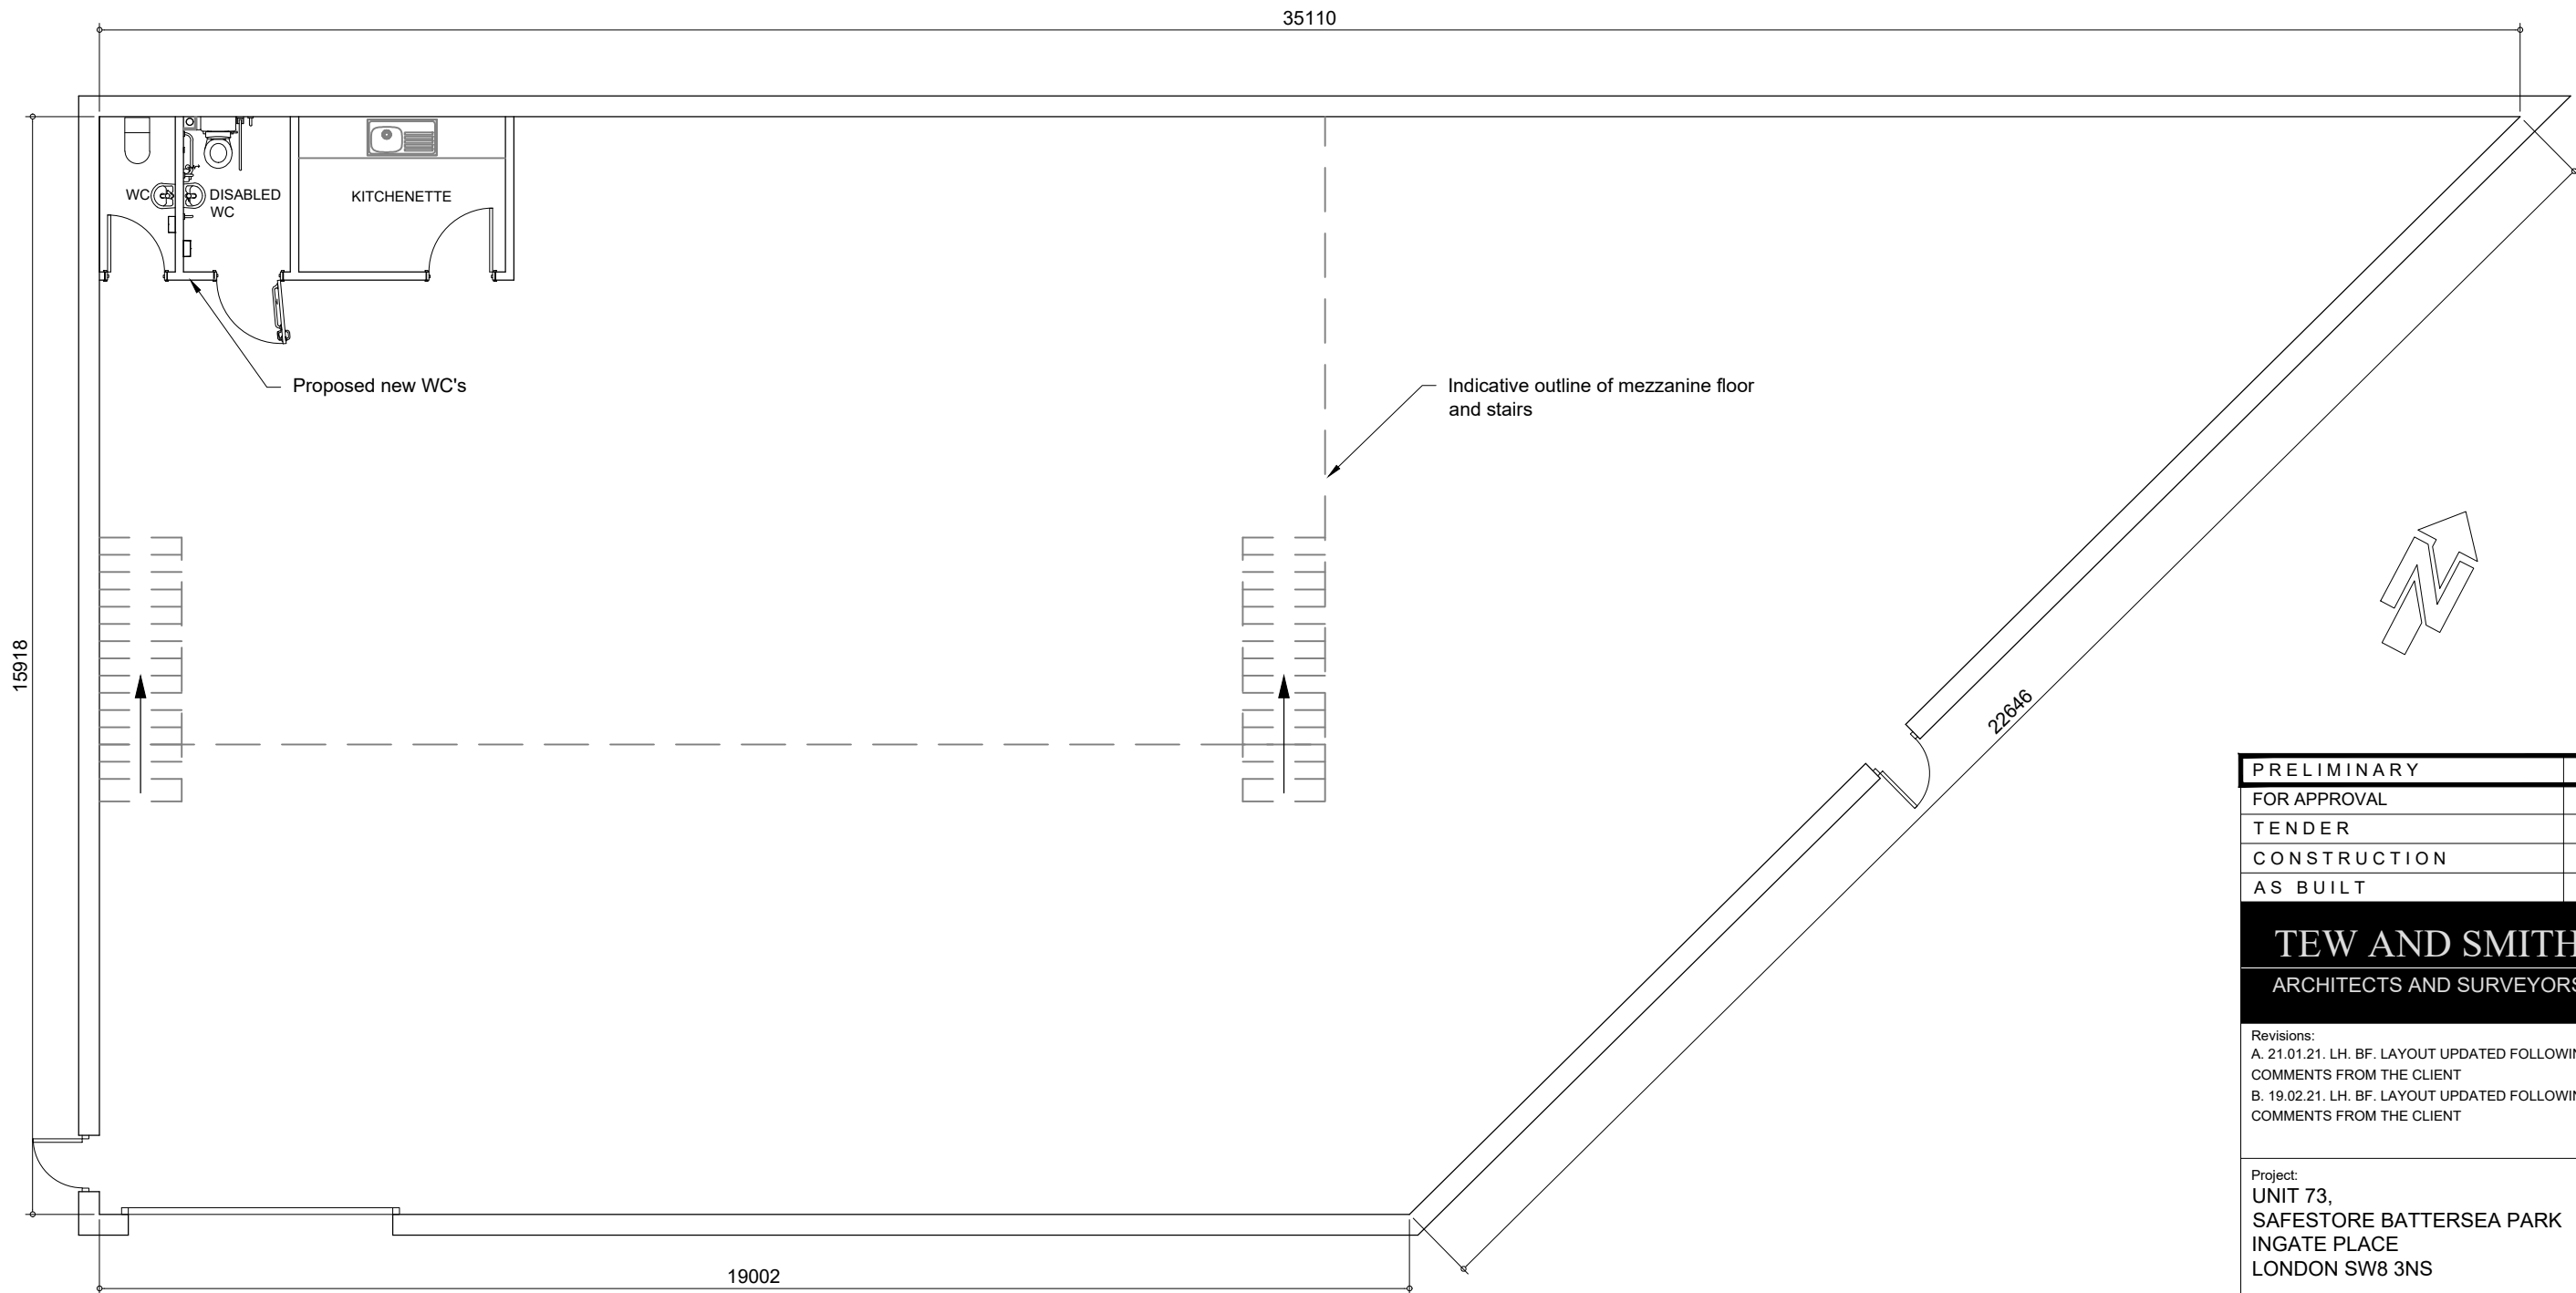 35110
WC
DISABLED
WC
KITCHENETTE
Proposed new WC's
Indicative outline of mezzanine floor
and stairs
15918
22646
N
19002
PRELIMINARY
FOR APPROVAL
TENDER
CONSTRUCTION
AS BUILT
TEW AND SMITH
ARCHITECTS AND SURVEYORS
Revisions:
A. 21.01.21. LH. BF. LAYOUT UPDATED
COMMENTS FROM THE CLIENT
B. 19.02.21. LH. BF. LAYOUT UPDATED
COMMENTS FROM THE CLIENT
Project:
UNIT 73,
SAFESTORE BATTERSEA PARK
INGATE PLACE
LONDON SW8 3NS